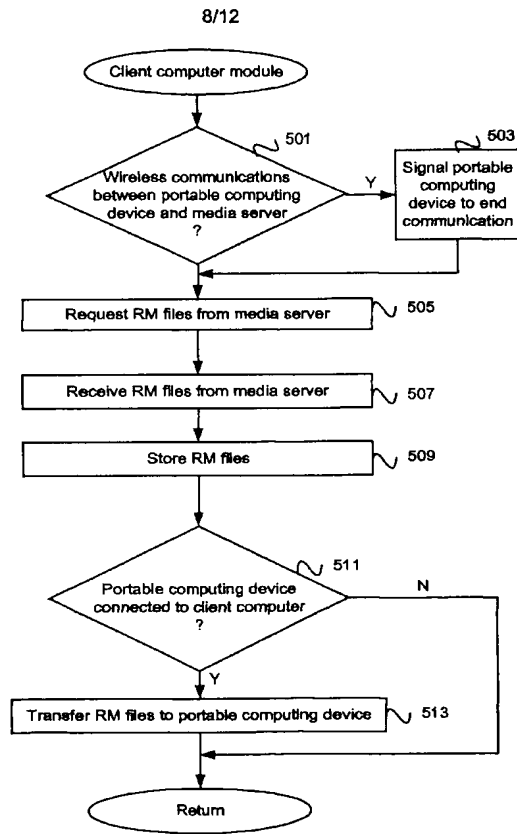 8/12
Client computer module
501
Wireless communications
between portable computing
device and media server
?
Y
503
Signal portable
computing
device to end
communication
Request RM files from media server
505
Receive RM files from media server
507
Store RM files
509
511
Portable computing device
connected to client computer
?
N
Y
Transfer RM files to portable computing device
513
Return